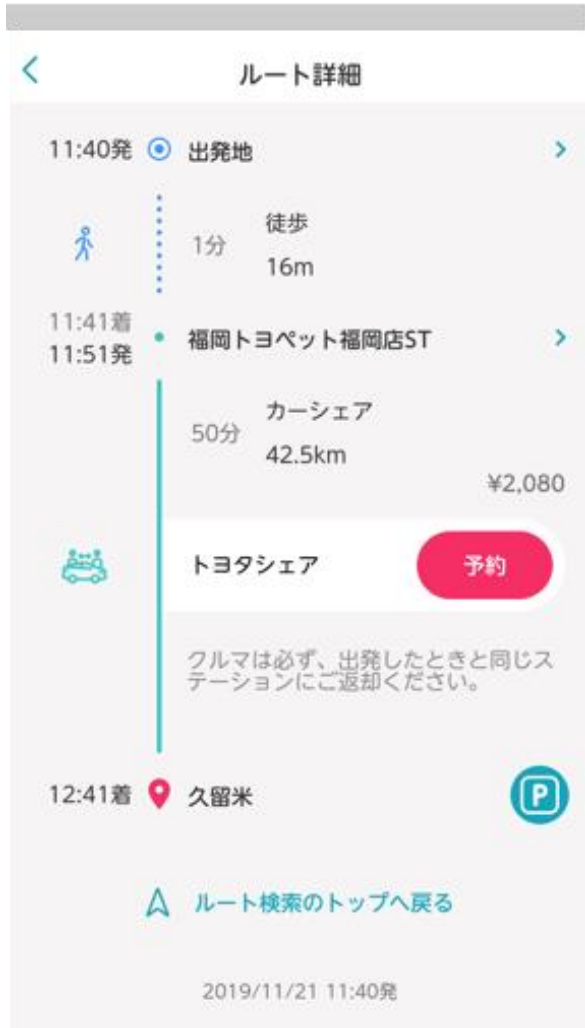 ルート詳細
11:40発 出発地
徒歩
1分
16m
11:41着
11:51発
福岡トヨペット福岡店ST
カーシェア
50分
42.5km
¥2,080
トヨタシェア 予約
クルマは必ず、出発したときと同じス
テーションにご返却ください。
12:41着 久留米 P
ルート検索のトップへ戻る
2019/11/21 11:40発